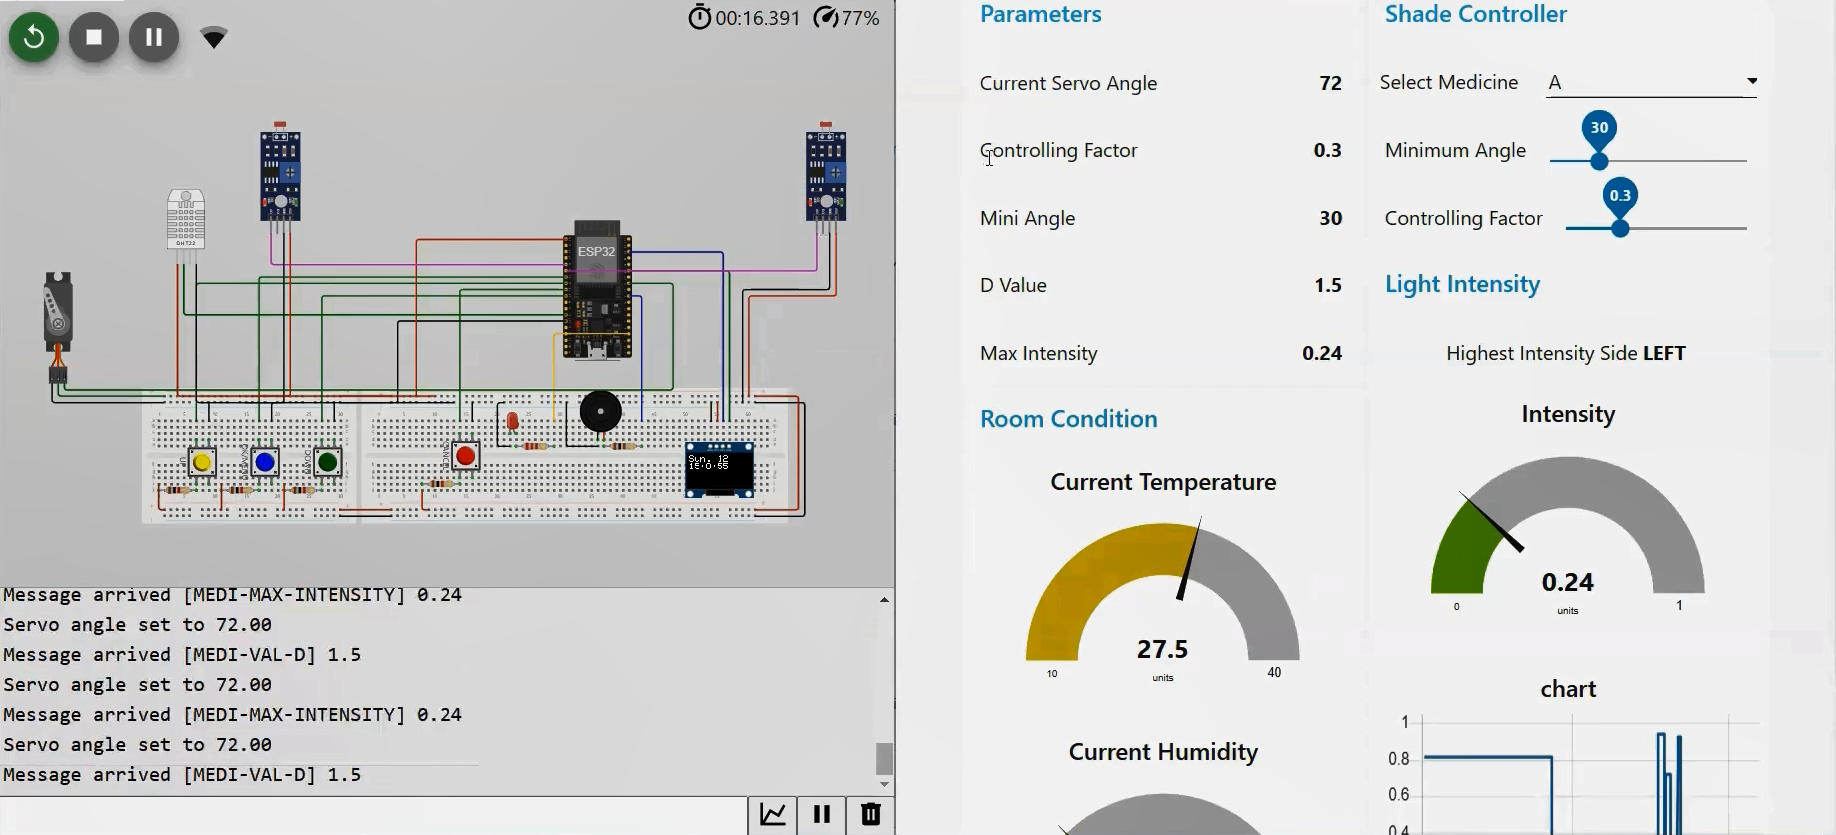 00:16.391 77%
DHT22
ESP32
UP
DOWN
CANCEL
Sun, 12
Message arrived [MEDI-MAX-INTENSITY] 0.24
Servo angle set to 72.00
Message arrived [MEDI-VAL-D] 1.5
Servo angle set to 72.00
Message arrived [MEDI-MAX-INTENSITY] 0.24
Servo angle set to 72.00
Message arrived [MEDI-VAL-D] 1.5
Parameters
Current Servo Angle 72
Controlling Factor 0.3
Mini Angle 30
D Value 1.5
Max Intensity 0.24
Room Condition
Current Temperature
27.5
units
10 40
Current Humidity
Shade Controller
Select Medicine A
30
Minimum Angle
0.3
Controlling Factor
Light Intensity
Highest Intensity Side LEFT
Intensity
0.24
units
0 1
chart
1
0.8
0.6
0.4